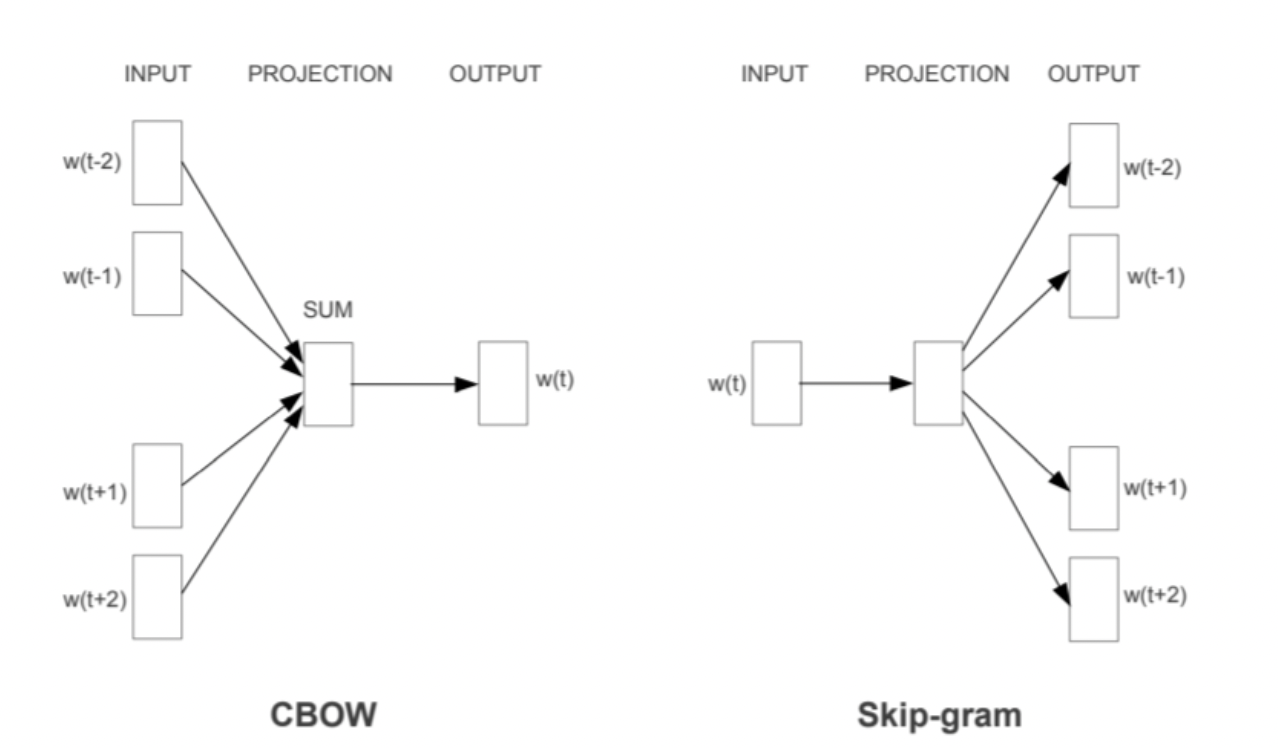 INPUT PROJECTION OUTPUT
w(t-2)
w(t-1)
SUM
w(t)
w(t+1)
w(t+2)
CBOW
INPUT PROJECTION OUTPUT
w(t-2)
w(t-1)
w(t)
w(t+1)
w(t+2)
Skip-gram